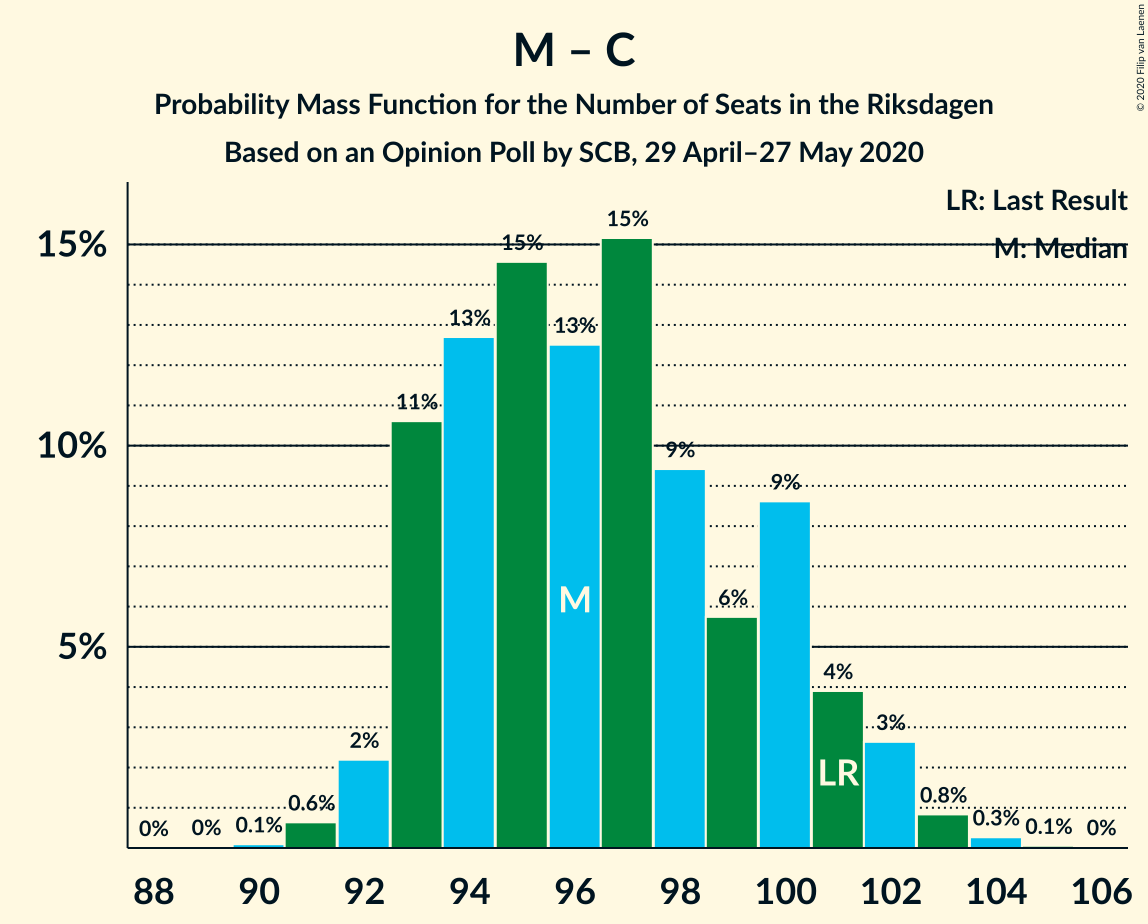 M – C
Probability Mass Function for the Number of Seats in the Riksdagen
Based on an Opinion Poll by SCB, 29 April–27 May 2020
© 2020 Filip van Laenen
LR: Last Result
M: Median
15%
10%
5%
0%
0%
0.1%
0.6%
2%
11%
13%
15%
13%
15%
9%
6%
9%
4%
3%
0.8%
0.3%
0.1%
0%
M
LR
88 90 92 94 96 98 100 102 104 106